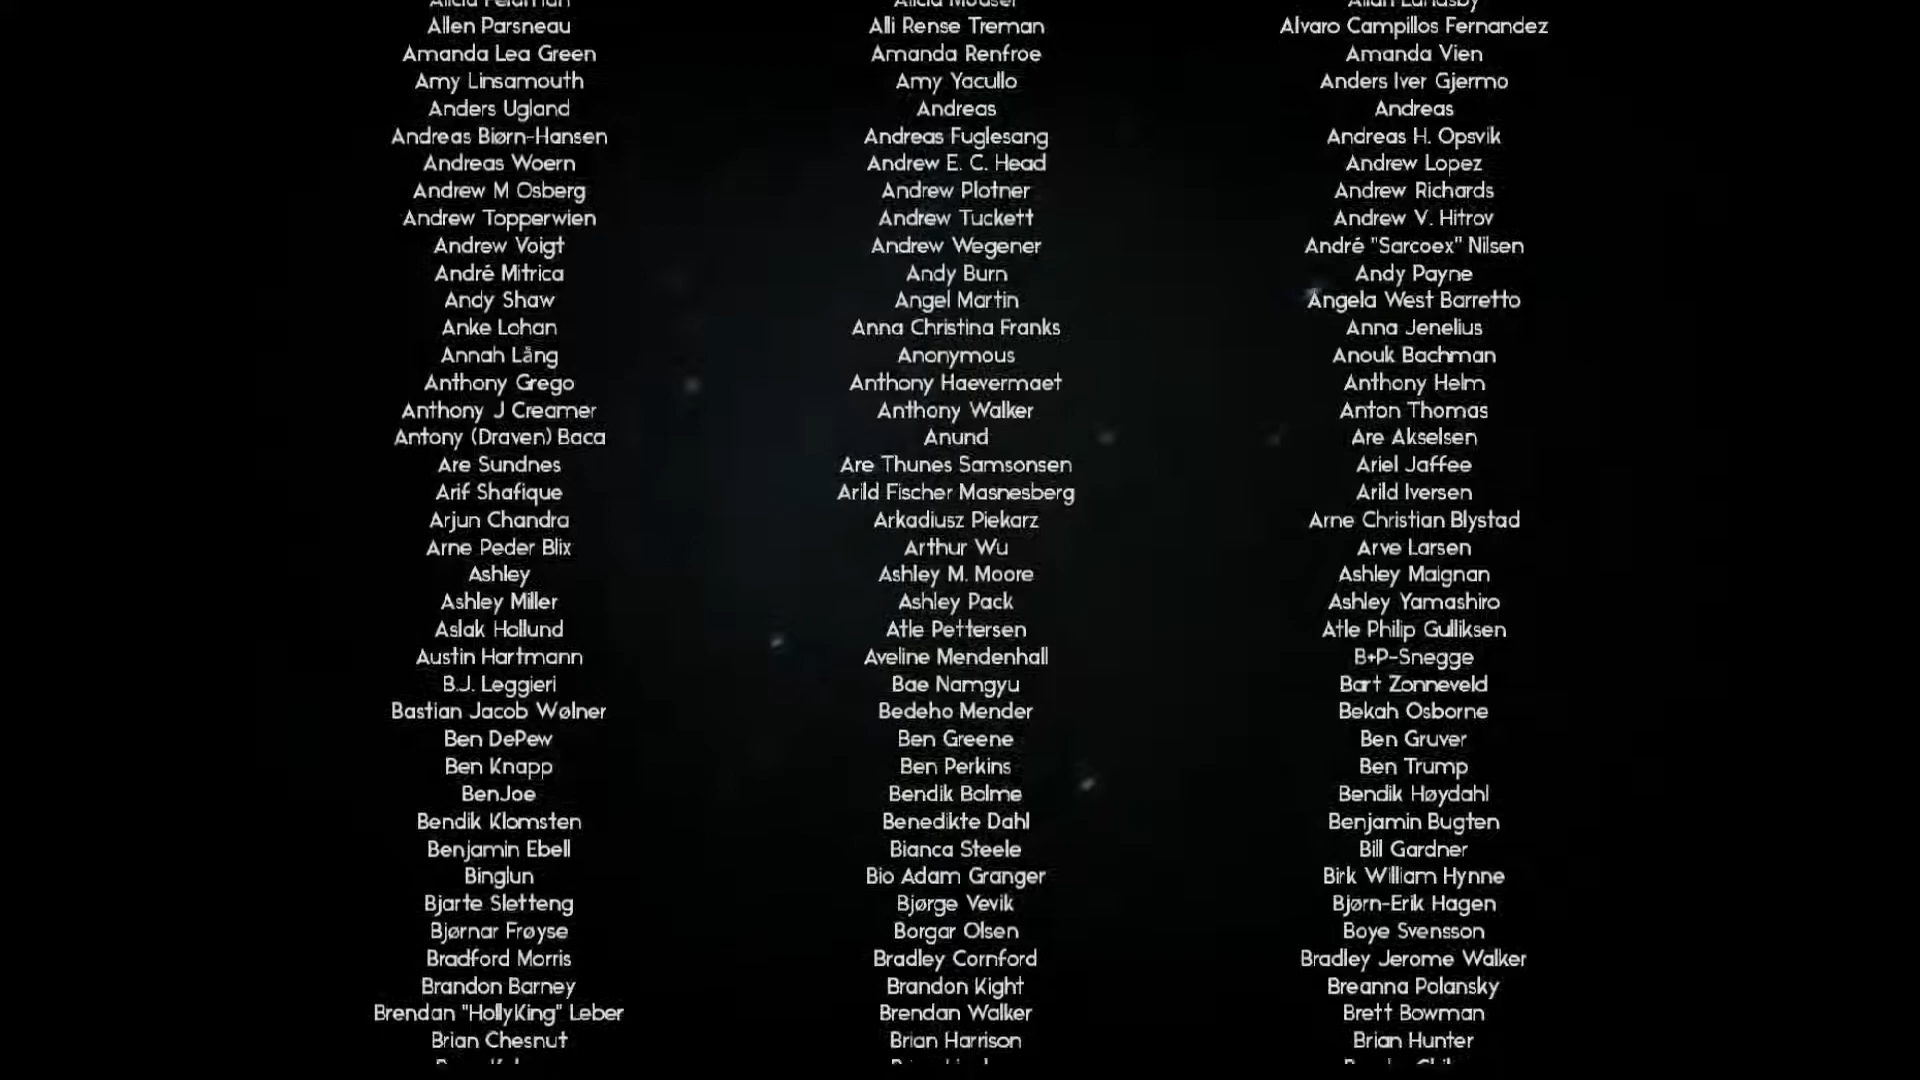 Allen Parsneau Alli Rense Treman Alvaro Campillos Fernandez
Amanda Lea Green Amanda Renfroe Amanda Vien
Amy Linsamouth Amy Yacullo Anders Iver Gjermo
Anders Ugland Andreas Andreas
Andreas Biørn-Hansen Andreas Fuglesang Andreas H. Opsvik
Andreas Woern Andrew E. C. Head Andrew Lopez
Andrew M Osberg Andrew Plotner Andrew Richards
Andrew Topperwien Andrew Tuckett Andrew V. Hitrov
Andrew Voigt Andrew Wegener André "Sarcoex" Nilsen
André Mitrica Andy Burn Andy Payne
Andy Shaw Angel Martin Angela West Barretto
Anke Lohan Anna Christina Franks Anna Jenelius
Annah Lång Anonymous Anouk Bachman
Anthony Grego Anthony Haevermaet Anthony Helm
Anthony J Creamer Anthony Walker Anton Thomas
Antony (Draven) Baca Anund Are Akselsen
Are Sundnes Are Thunes Samsonsen Ariel Jaffee
Arif Shafique Arild Fischer Masnesberg Arild Iversen
Arjun Chandra Arkadiusz Piekarz Arne Christian Blystad
Arne Peder Blix Arthur Wu Arve Larsen
Ashley Ashley M. Moore Ashley Maignan
Ashley Miller Ashley Pack Ashley Yamashiro
Aslak Hollund Atle Pettersen Atle Philip Gulliksen
Austin Hartmann Aveline Mendenhall B+P-Snegge
B.J. Leggieri Bae Namgyu Bart Zonneveld
Bastian Jacob Wølner Bedeho Mender Bekah Osborne
Ben DePew Ben Greene Ben Gruver
Ben Knapp Ben Perkins Ben Trump
BenJoe Bendik Bolme Bendik Høydahl
Bendik Klomsten Benedikte Dahl Benjamin Bugten
Benjamin Ebell Bianca Steele Bill Gardner
Binglun Bio Adam Granger Birk William Hynne
Bjarte Sletteng Bjørge Vevik Bjørn-Erik Hagen
Bjørnar Frøyse Borgar Olsen Boye Svensson
Bradford Morris Bradley Cornford Bradley Jerome Walker
Brandon Barney Brandon Kight Breanna Polansky
Brendan "HollyKing" Leber Brendan Walker Brett Bowman
Brian Chesnut Brian Harrison Brian Hunter